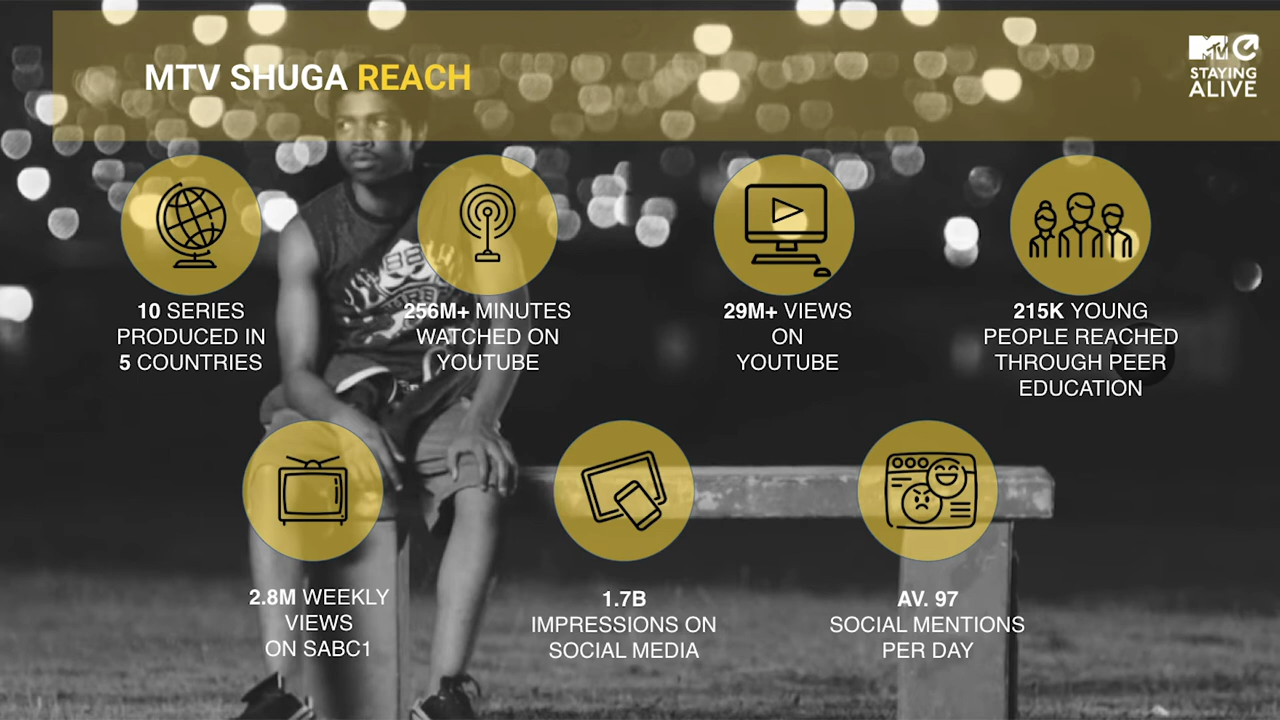 MTV SHUGA REACH
MTV
STAYING
ALIVE
10 SERIES
PRODUCED IN
5 COUNTRIES
256M+ MINUTES
WATCHED ON
YOUTUBE
29M+ VIEWS
ON
YOUTUBE
215K YOUNG
PEOPLE REACHED
THROUGH PEER
EDUCATION
2.8M WEEKLY
VIEWS
ON SABC1
1.7B
IMPRESSIONS ON
SOCIAL MEDIA
AV. 97
SOCIAL MENTIONS
PER DAY